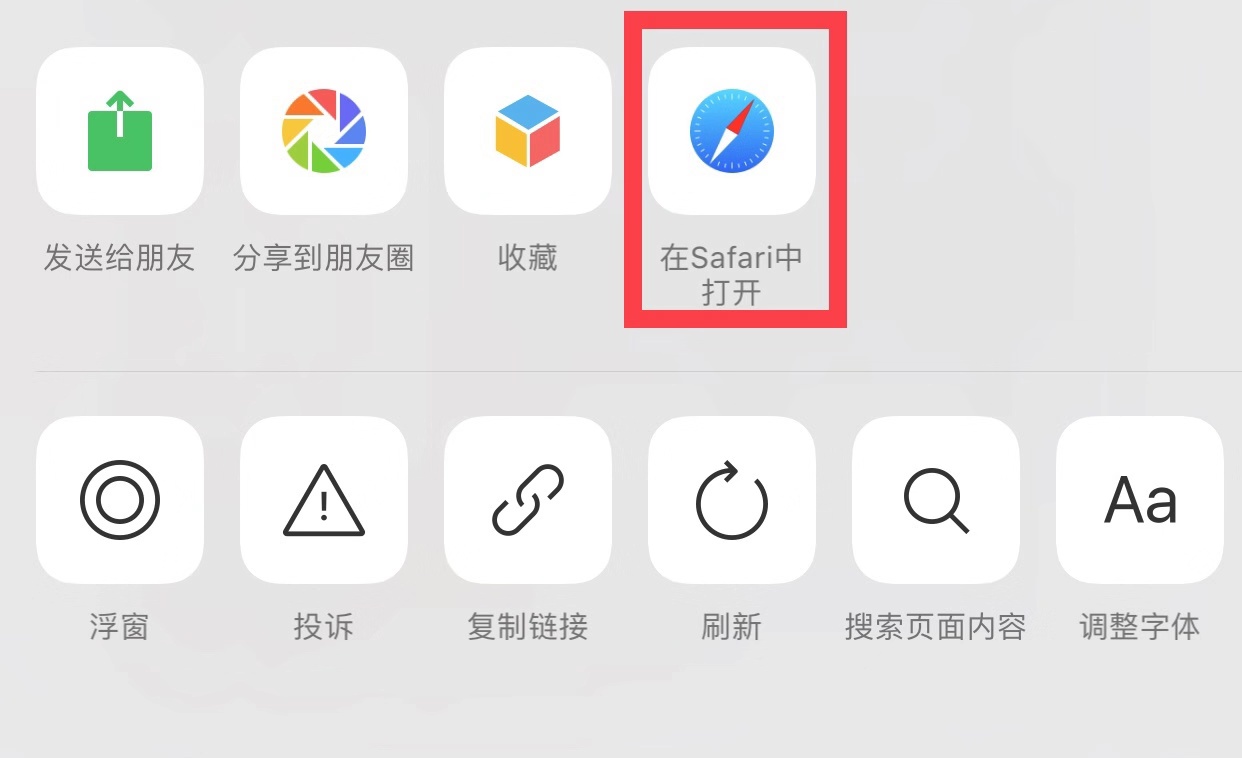 发送给朋友
分享到朋友圈
收藏
在Safari中
打开
Aa
浮窗
投诉
复制链接
刷新
搜索页面内容
调整字体